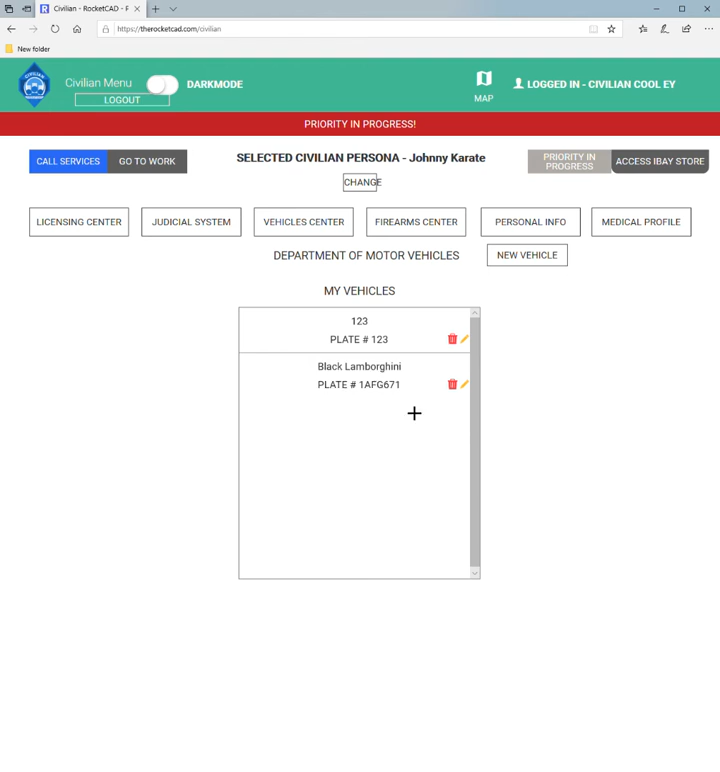 Civilian - RocketCAD - F
https://therocketcad.com/civilian
New folder
CIVILIAN
Civilian Menu
DARKMODE
LOGOUT
MAP
LOGGED IN - CIVILIAN COOL EY
PRIORITY IN PROGRESS!
CALL SERVICES
GO TO WORK
SELECTED CIVILIAN PERSONA - Johnny Karate
CHANGE
PRIORITY IN
PROGRESS
ACCESS IBAY STORE
LICENSING CENTER
JUDICIAL SYSTEM
VEHICLES CENTER
FIREARMS CENTER
PERSONAL INFO
MEDICAL PROFILE
DEPARTMENT OF MOTOR VEHICLES
NEW VEHICLE
MY VEHICLES
123
PLATE # 123
Black Lamborghini
PLATE # 1AFG671